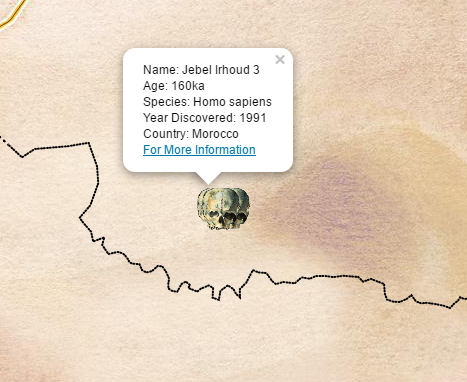 Name: Jebel Irhoud 3
Age: 160ka
Species: Homo sapiens
Year Discovered: 1991
Country: Morocco
For More Information